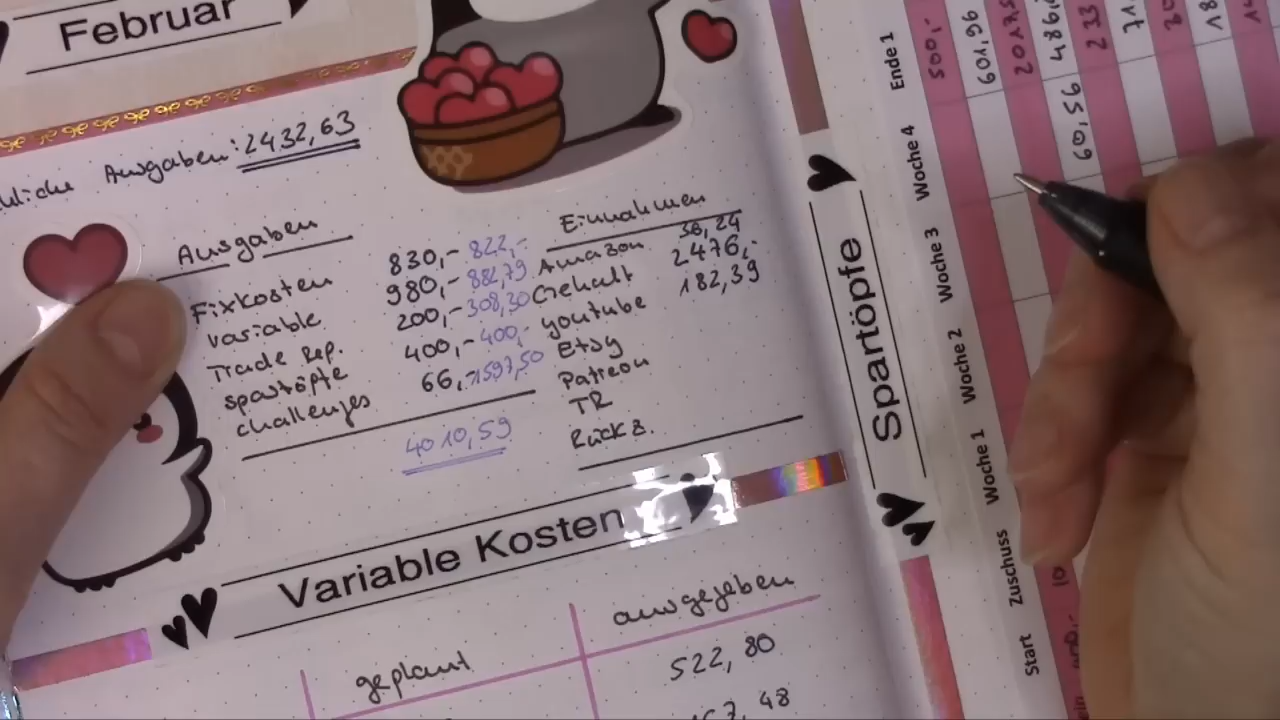 Februar
Ausgaben: 2432,63
Ausgaben
Fixkosten 830,- 822,-
variable 980,- 882,79
Trade Rep. 200,- 308,30
spartöpfe 400,- 400,-
challenges 66,- 1597,50
4010,59
Einnahmen
Amazon 38,24
Gehalt 2476,-
youtube 182,39
Etsy
Patreon
TR
Rückz.
Variable Kosten
geplant ausgegeben
522,80
Spartöpfe
Start Zuschuss Woche 1 Woche 2 Woche 3 Woche 4 Ende 1
500,-
601,96
60,56